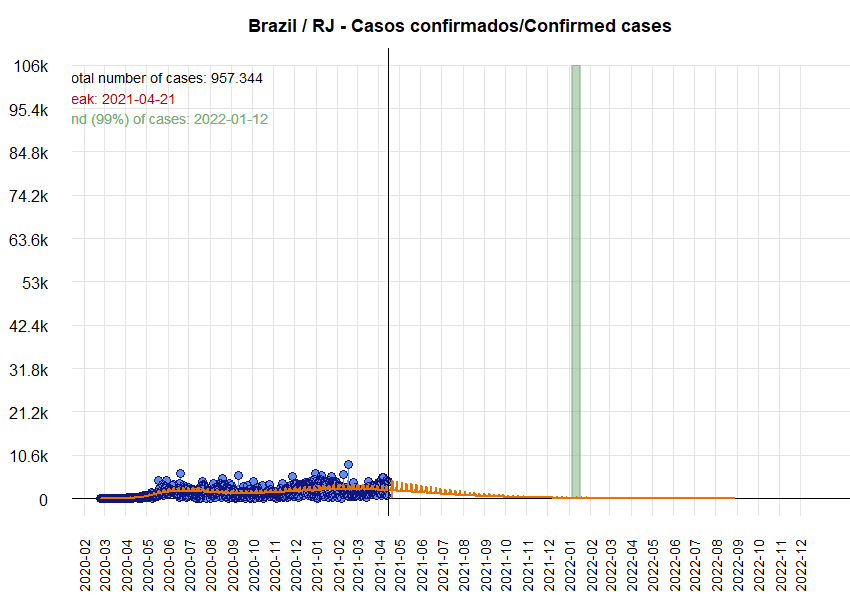 Brazil / RJ - Casos confirmados/Confirmed cases
otal number of cases: 957.344
eak: 2021-04-21
nd (99%) of cases: 2022-01-12
106k
95.4k
84.8k
74.2k
63.6k
53k
42.4k
31.8k
21.2k
10.6k
0
2020-02
2020-03
2020-04
2020-05
2020-06
2020-07
2020-08
2020-09
2020-10
2020-11
2020-12
2021-01
2021-02
2021-03
2021-04
2021-05
2021-06
2021-07
2021-08
2021-09
2021-10
2021-11
2021-12
2022-01
2022-02
2022-03
2022-04
2022-05
2022-06
2022-07
2022-08
2022-09
2022-10
2022-11
2022-12